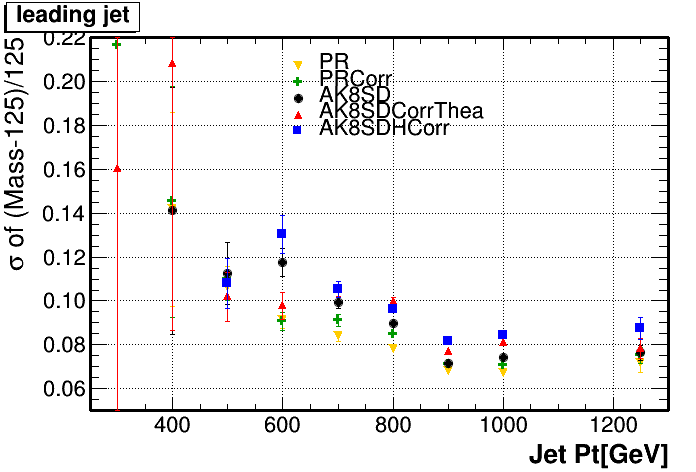 leading jet
σ of (Mass-125)/125
0.22
0.20
0.18
0.16
0.14
0.12
0.10
0.08
0.06
PR
PRCorr
AK8SD
AK8SDCorrThea
AK8SDHCorr
400 600 800 1000 1200
Jet Pt[GeV]